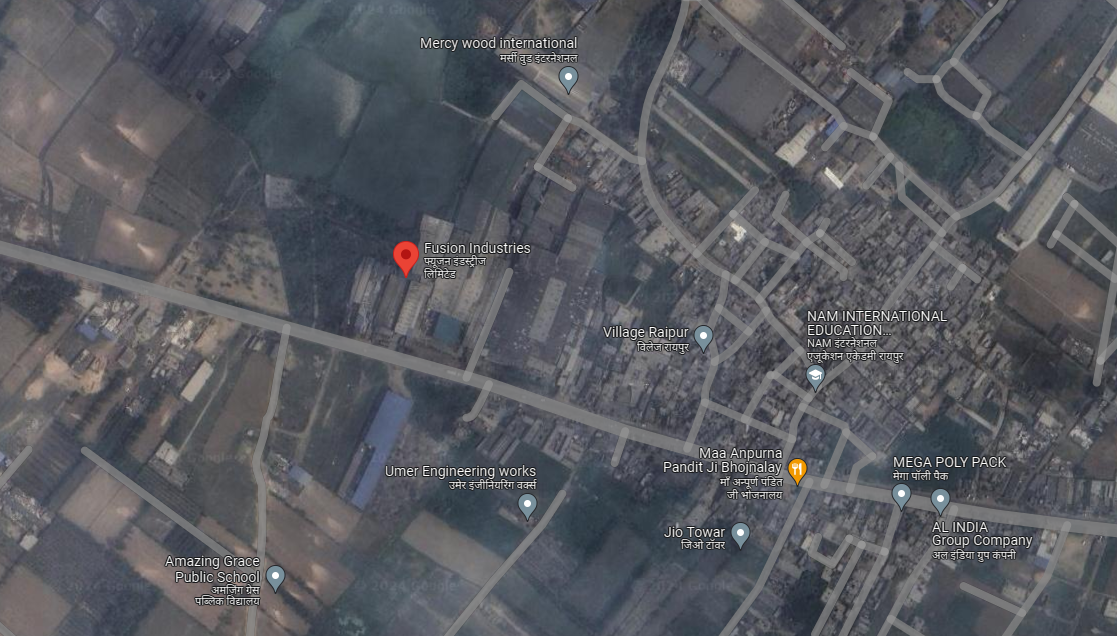 Mercy wood international
मर्सी वुड इंटरनेशनल
Fusion Industries
फ्यूजन इंडस्ट्रीज
लिमिटेड
Village Raipur
विलेज रायपुर
NAM INTERNATIONAL
EDUCATION...
NAM इंटरनेशनल
एजुकेशन एकेडमी रायपुर
Maa Anpurna
Pandit Ji Bhojnalay
माँ अन्पूर्ण पंडित
जी भोजनालय
Umer Engineering works
उमेर इंजीनियरिंग वर्क्स
MEGA POLY PACK
मेगा पॉली पैक
Jio Towar
जिओ टॉवर
AL INDIA
Group Company
अल इंडिया ग्रुप कंपनी
Amazing Grace
Public School
अमेजिंग ग्रेस
पब्लिक विद्यालय